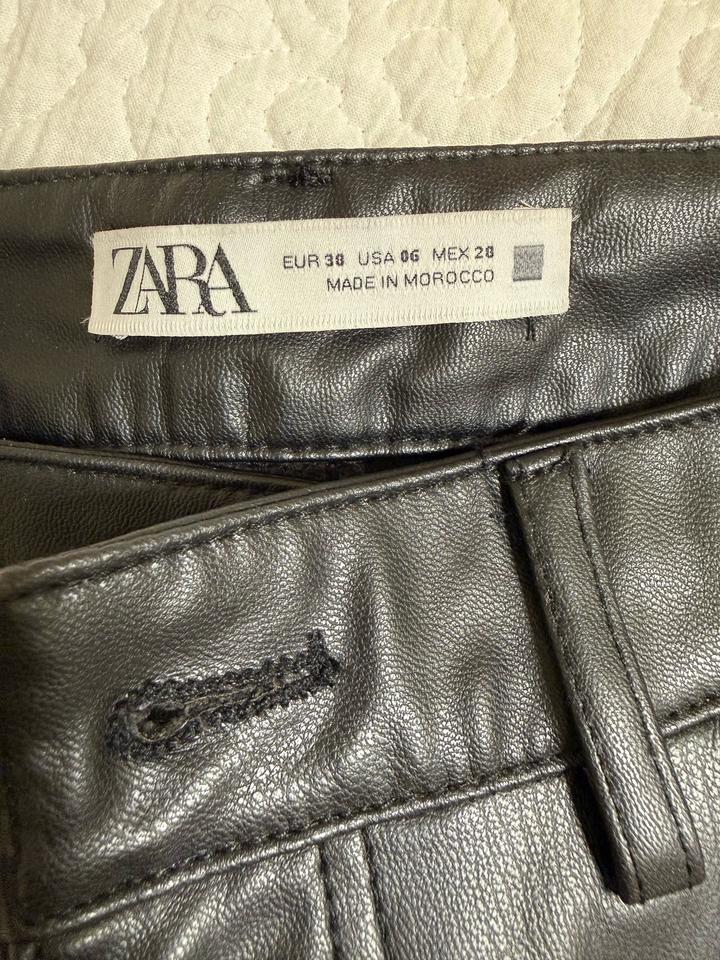 ZARA
EUR 38 USA 06 MEX 28
MADE IN MOROCCO